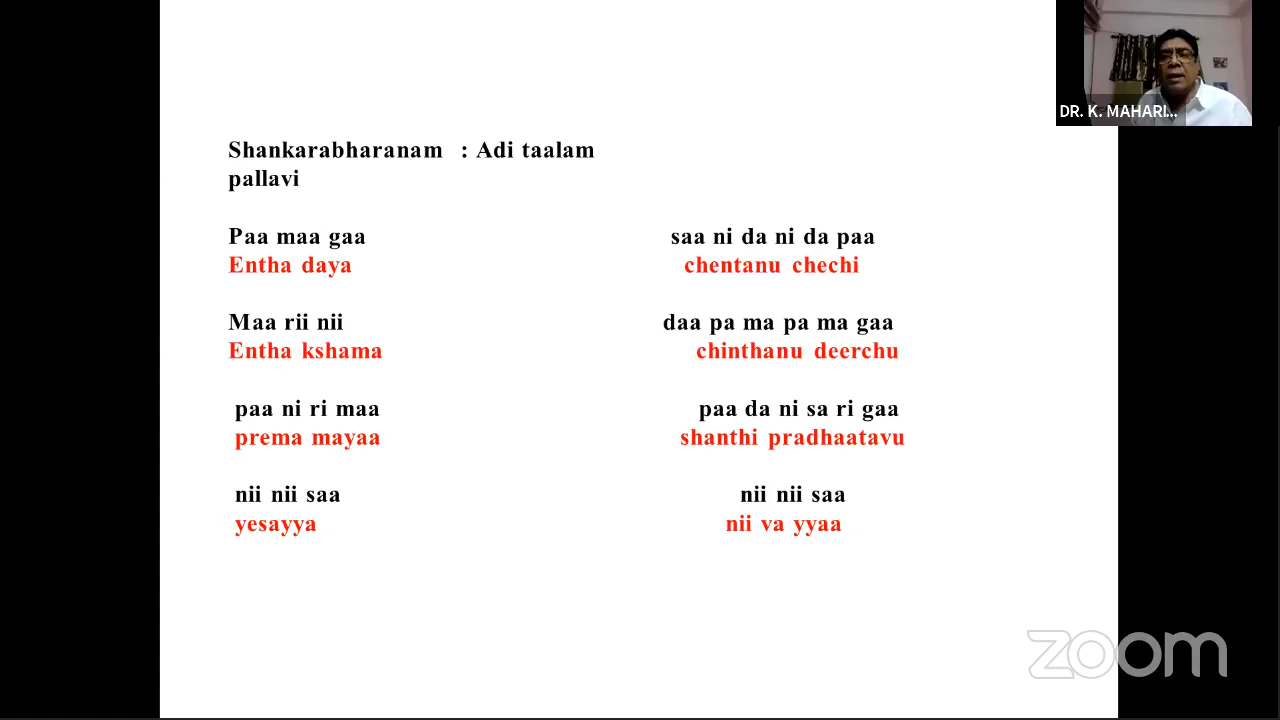 DR. K. MAHARI...
Shankarabharanam : Adi taalam
pallavi
Paa maa gaa saa ni da ni da paa
Entha daya chentanu chechi
Maa rii nii daa pa ma pa ma gaa
Entha kshama chinthanu deerchu
paa ni ri maa paa da ni sa ri gaa
prema mayaa shanthi pradhaatavu
nii nii saa nii nii saa
yesayya nii va yyaa
zoom